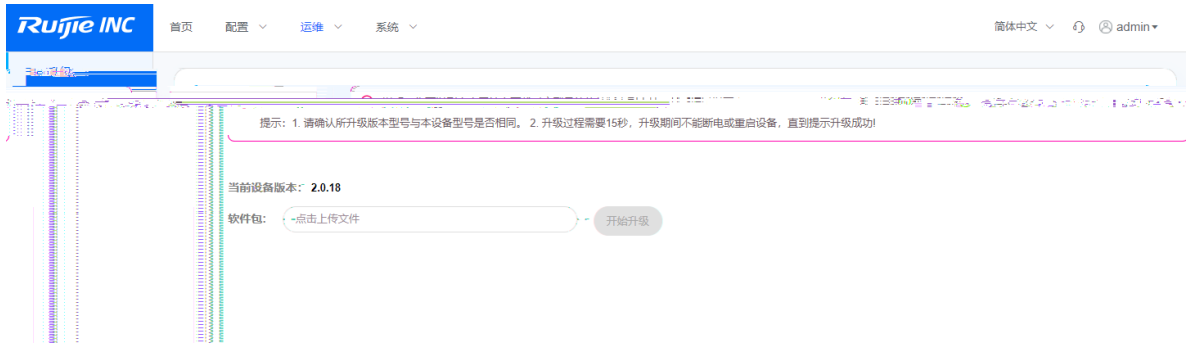 Ruijie INC 首页 配置 运维 系统 简体中文 admin
提示：1. 请确认所升级版本型号与本设备型号是否相同。 2. 升级过程需要15秒，升级期间不能断电或重启设备，直到提示升级成功!
当前设备版本： 2.0.18
软件包: 点击上传文件 开始升级